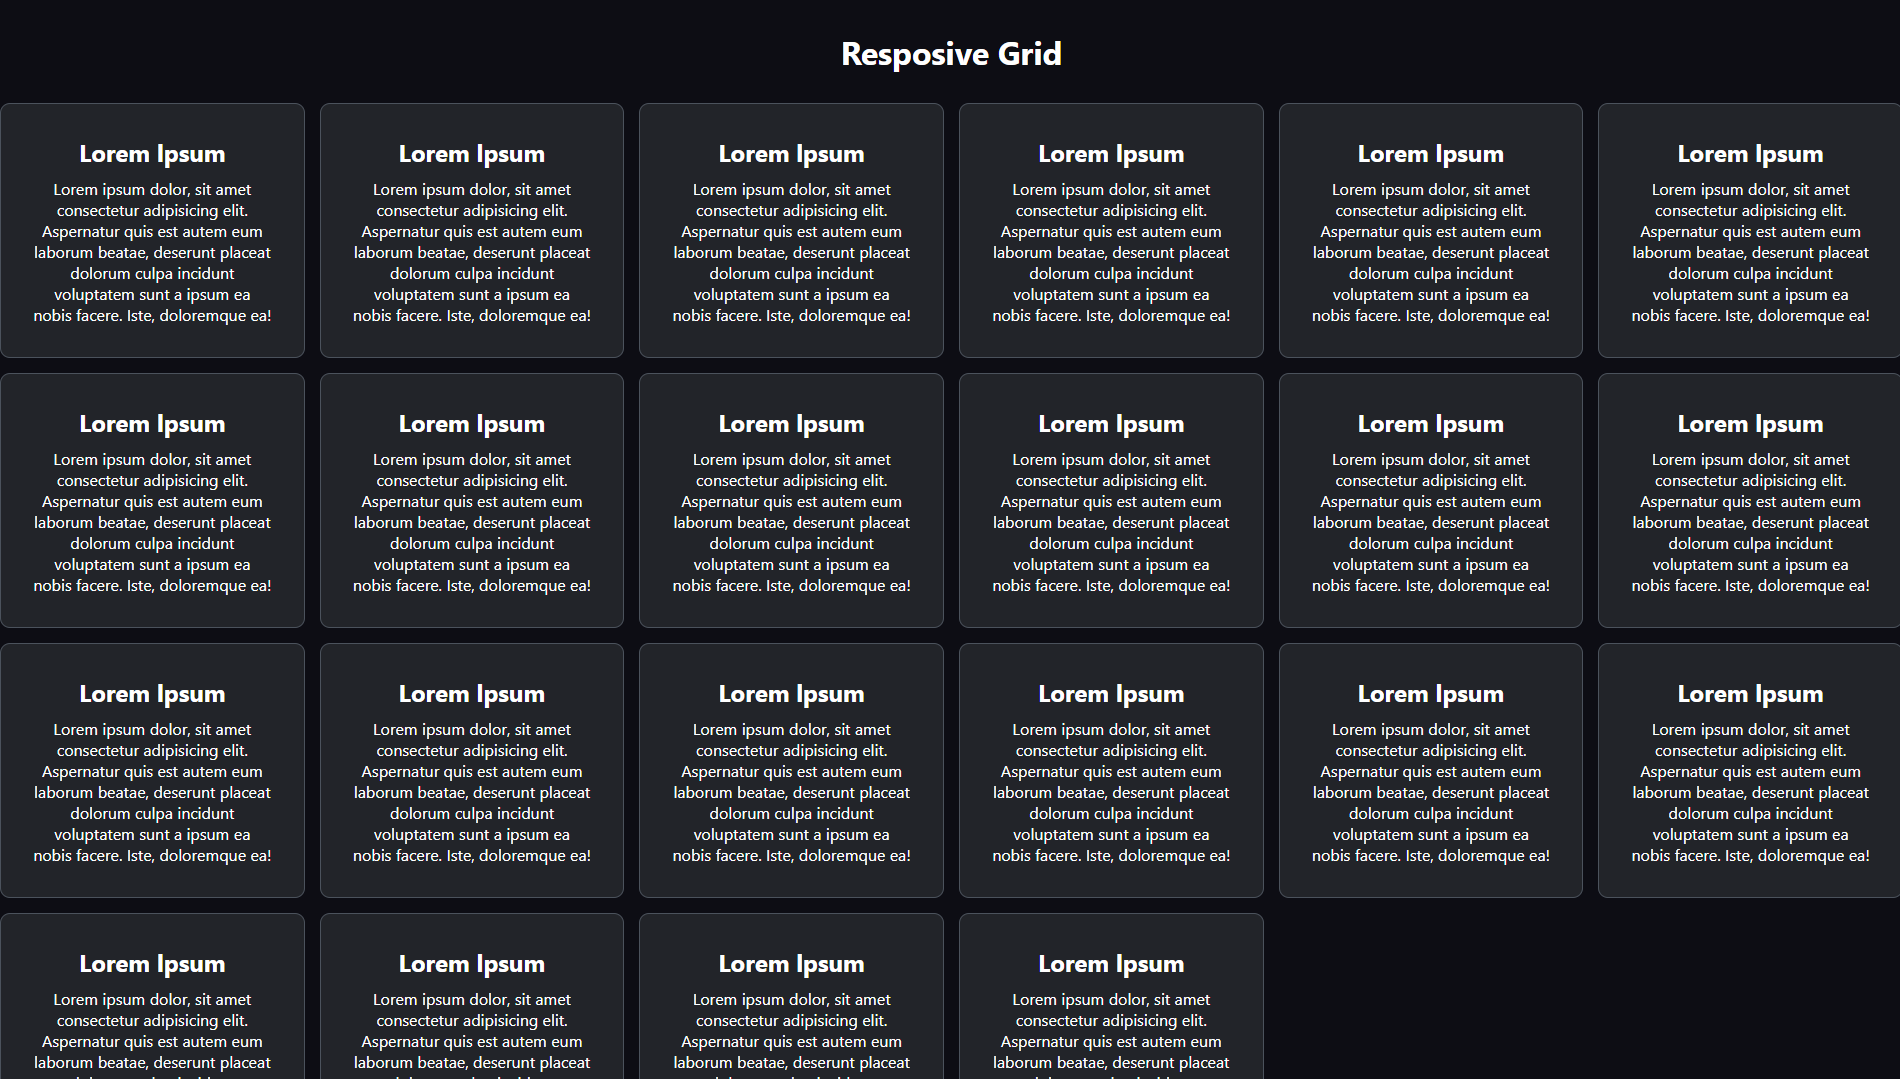 Resposive Grid
Lorem Ipsum
Lorem ipsum dolor, sit amet
consectetur adipisicing elit.
Aspernatur quis est autem eum
laborum beatae, deserunt placeat
dolorum culpa incidunt
voluptatem sunt a ipsum ea
nobis facere. Iste, doloremque ea!
Lorem Ipsum
Lorem ipsum dolor, sit amet
consectetur adipisicing elit.
Aspernatur quis est autem eum
laborum beatae, deserunt placeat
dolorum culpa incidunt
voluptatem sunt a ipsum ea
nobis facere. Iste, doloremque ea!
Lorem Ipsum
Lorem ipsum dolor, sit amet
consectetur adipisicing elit.
Aspernatur quis est autem eum
laborum beatae, deserunt placeat
dolorum culpa incidunt
voluptatem sunt a ipsum ea
nobis facere. Iste, doloremque ea!
Lorem Ipsum
Lorem ipsum dolor, sit amet
consectetur adipisicing elit.
Aspernatur quis est autem eum
laborum beatae, deserunt placeat
dolorum culpa incidunt
voluptatem sunt a ipsum ea
nobis facere. Iste, doloremque ea!
Lorem Ipsum
Lorem ipsum dolor, sit amet
consectetur adipisicing elit.
Aspernatur quis est autem eum
laborum beatae, deserunt placeat
dolorum culpa incidunt
voluptatem sunt a ipsum ea
nobis facere. Iste, doloremque ea!
Lorem Ipsum
Lorem ipsum dolor, sit amet
consectetur adipisicing elit.
Aspernatur quis est autem eum
laborum beatae, deserunt placeat
dolorum culpa incidunt
voluptatem sunt a ipsum ea
nobis facere. Iste, doloremque ea!
Lorem Ipsum
Lorem ipsum dolor, sit amet
consectetur adipisicing elit.
Aspernatur quis est autem eum
laborum beatae, deserunt placeat
dolorum culpa incidunt
voluptatem sunt a ipsum ea
nobis facere. Iste, doloremque ea!
Lorem Ipsum
Lorem ipsum dolor, sit amet
consectetur adipisicing elit.
Aspernatur quis est autem eum
laborum beatae, deserunt placeat
dolorum culpa incidunt
voluptatem sunt a ipsum ea
nobis facere. Iste, doloremque ea!
Lorem Ipsum
Lorem ipsum dolor, sit amet
consectetur adipisicing elit.
Aspernatur quis est autem eum
laborum beatae, deserunt placeat
dolorum culpa incidunt
voluptatem sunt a ipsum ea
nobis facere. Iste, doloremque ea!
Lorem Ipsum
Lorem ipsum dolor, sit amet
consectetur adipisicing elit.
Aspernatur quis est autem eum
laborum beatae, deserunt placeat
dolorum culpa incidunt
voluptatem sunt a ipsum ea
nobis facere. Iste, doloremque ea!
Lorem Ipsum
Lorem ipsum dolor, sit amet
consectetur adipisicing elit.
Aspernatur quis est autem eum
laborum beatae, deserunt placeat
dolorum culpa incidunt
voluptatem sunt a ipsum ea
nobis facere. Iste, doloremque ea!
Lorem Ipsum
Lorem ipsum dolor, sit amet
consectetur adipisicing elit.
Aspernatur quis est autem eum
laborum beatae, deserunt placeat
dolorum culpa incidunt
voluptatem sunt a ipsum ea
nobis facere. Iste, doloremque ea!
Lorem Ipsum
Lorem ipsum dolor, sit amet
consectetur adipisicing elit.
Aspernatur quis est autem eum
laborum beatae, deserunt placeat
dolorum culpa incidunt
voluptatem sunt a ipsum ea
nobis facere. Iste, doloremque ea!
Lorem Ipsum
Lorem ipsum dolor, sit amet
consectetur adipisicing elit.
Aspernatur quis est autem eum
laborum beatae, deserunt placeat
dolorum culpa incidunt
voluptatem sunt a ipsum ea
nobis facere. Iste, doloremque ea!
Lorem Ipsum
Lorem ipsum dolor, sit amet
consectetur adipisicing elit.
Aspernatur quis est autem eum
laborum beatae, deserunt placeat
dolorum culpa incidunt
voluptatem sunt a ipsum ea
nobis facere. Iste, doloremque ea!
Lorem Ipsum
Lorem ipsum dolor, sit amet
consectetur adipisicing elit.
Aspernatur quis est autem eum
laborum beatae, deserunt placeat
dolorum culpa incidunt
voluptatem sunt a ipsum ea
nobis facere. Iste, doloremque ea!
Lorem Ipsum
Lorem ipsum dolor, sit amet
consectetur adipisicing elit.
Aspernatur quis est autem eum
laborum beatae, deserunt placeat
dolorum culpa incidunt
voluptatem sunt a ipsum ea
nobis facere. Iste, doloremque ea!
Lorem Ipsum
Lorem ipsum dolor, sit amet
consectetur adipisicing elit.
Aspernatur quis est autem eum
laborum beatae, deserunt placeat
dolorum culpa incidunt
voluptatem sunt a ipsum ea
nobis facere. Iste, doloremque ea!
Lorem Ipsum
Lorem ipsum dolor, sit amet
consectetur adipisicing elit.
Aspernatur quis est autem eum
laborum beatae, deserunt placeat
Lorem Ipsum
Lorem ipsum dolor, sit amet
consectetur adipisicing elit.
Aspernatur quis est autem eum
laborum beatae, deserunt placeat
Lorem Ipsum
Lorem ipsum dolor, sit amet
consectetur adipisicing elit.
Aspernatur quis est autem eum
laborum beatae, deserunt placeat
Lorem Ipsum
Lorem ipsum dolor, sit amet
consectetur adipisicing elit.
Aspernatur quis est autem eum
laborum beatae, deserunt placeat